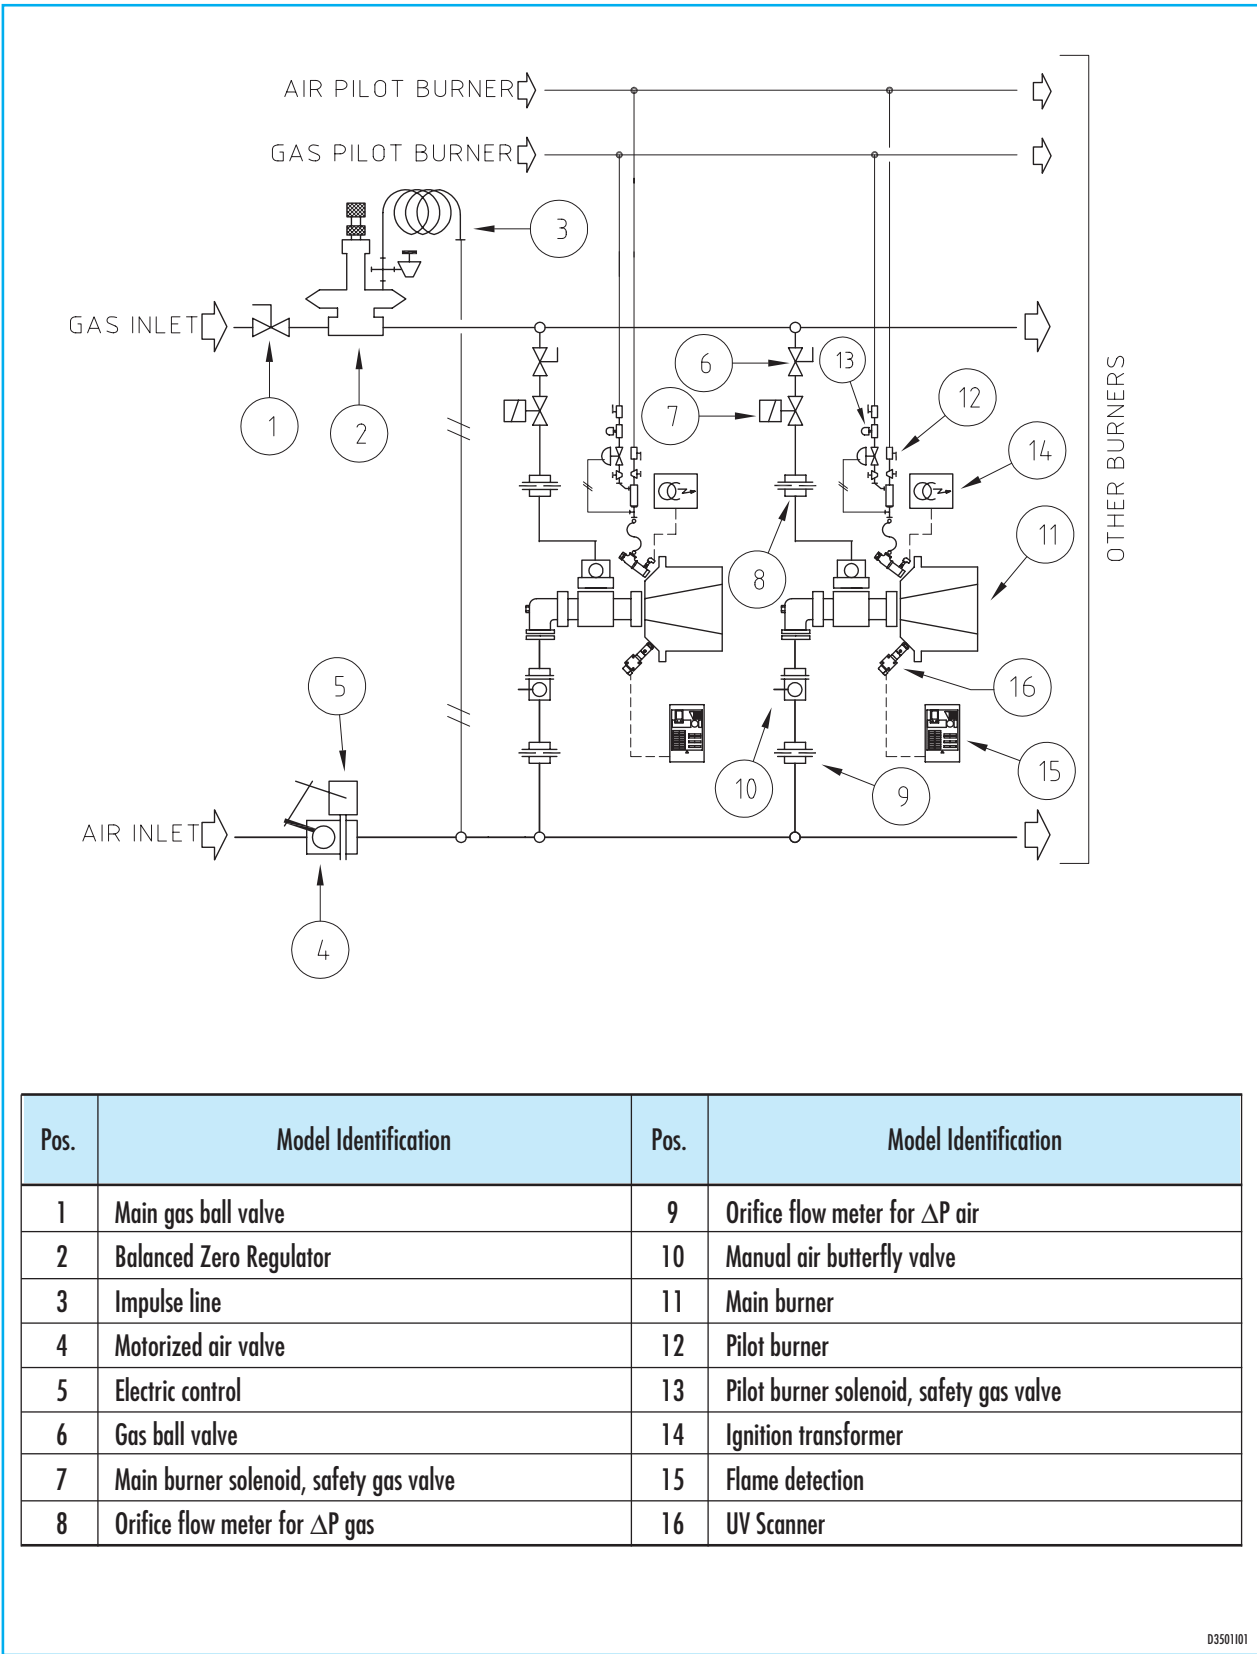 AIR PILOT BURNER
GAS PILOT BURNER
3
GAS INLET
6
13
1
2
7
12
14
OTHER BURNERS
8
11
5
16
10
9
15
AIR INLET
4
Pos. Model Identification Pos. Model Identification
1 Main gas ball valve 9 Orifice flow meter for ΔP air
2 Balanced Zero Regulator 10 Manual air butterfly valve
3 Impulse line 11 Main burner
4 Motorized air valve 12 Pilot burner
5 Electric control 13 Pilot burner solenoid, safety gas valve
6 Gas ball valve 14 Ignition transformer
7 Main burner solenoid, safety gas valve 15 Flame detection
8 Orifice flow meter for ΔP gas 16 UV Scanner
D3501I01